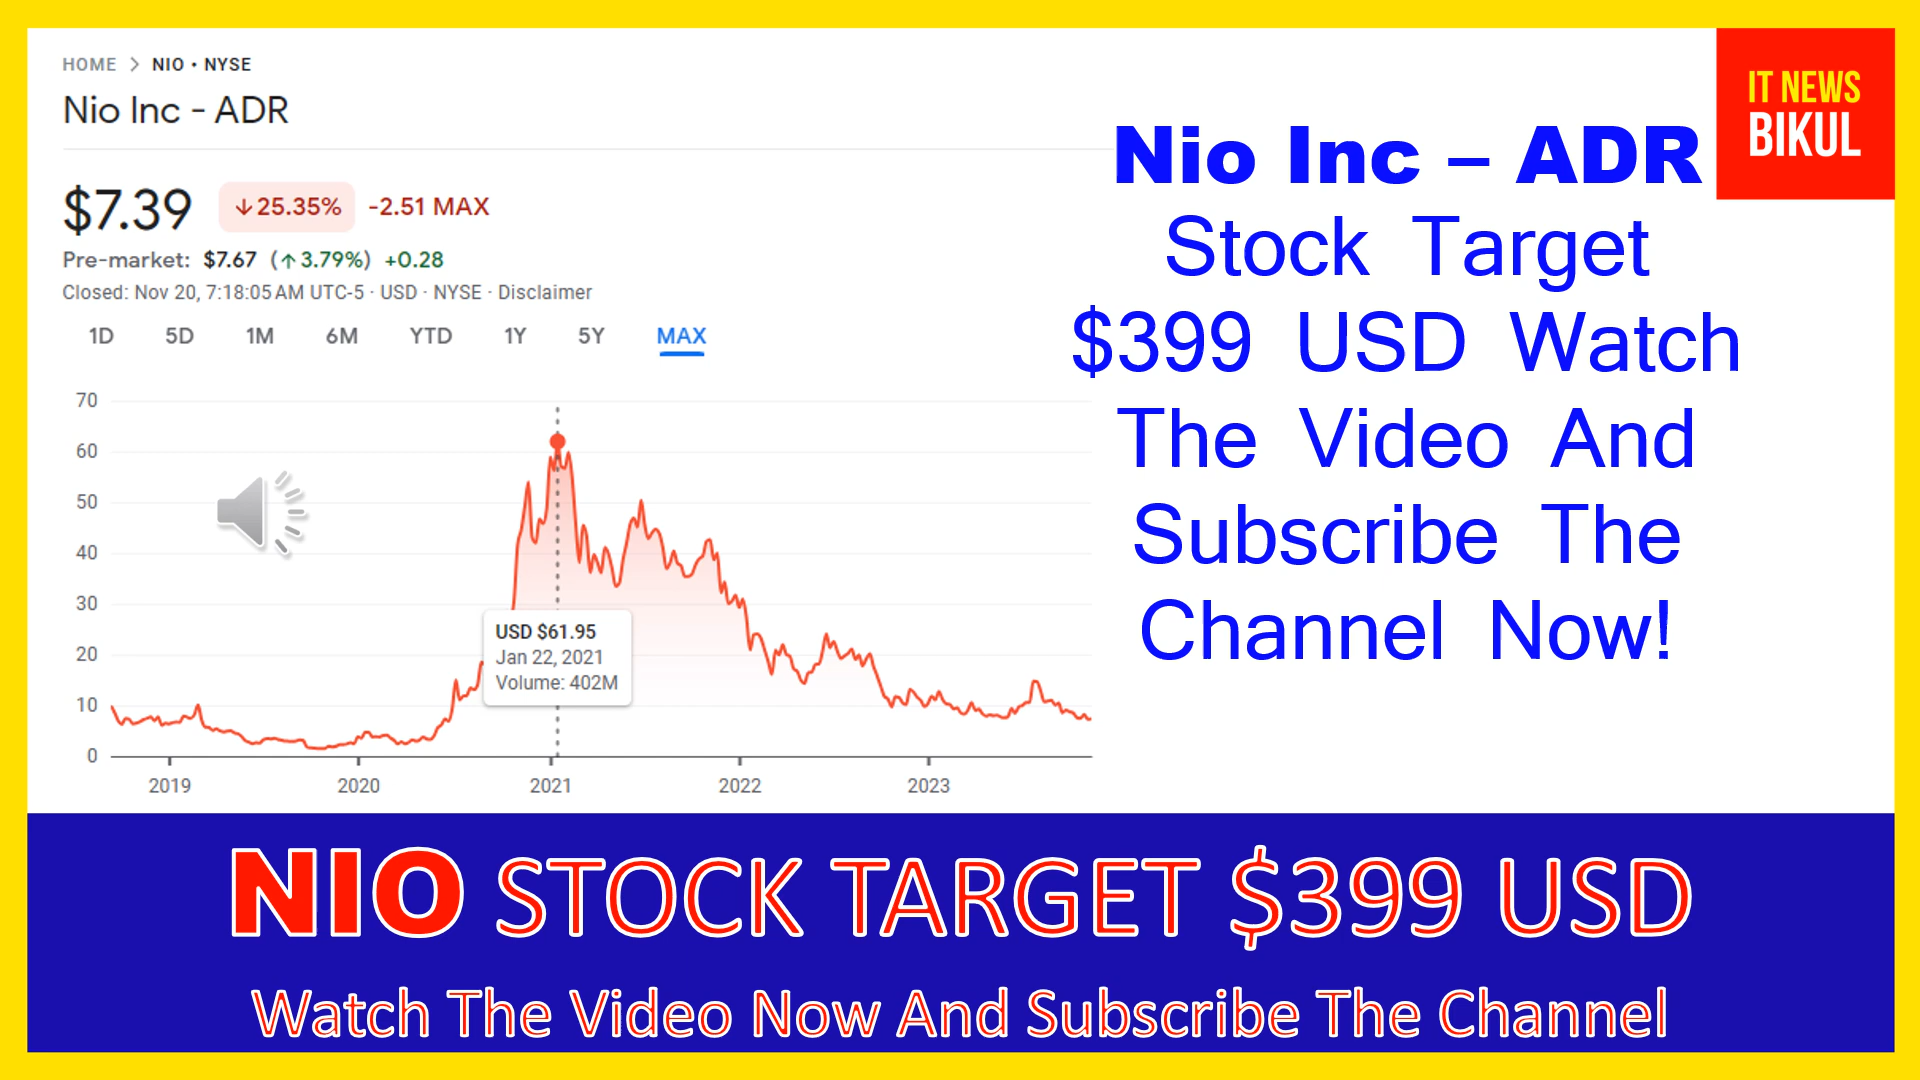 HOME > NIO • NYSE
Nio Inc - ADR
$7.39 ↓25.35% -2.51 MAX
Pre-market: $7.67 (↑3.79%) +0.28
Closed: Nov 20, 7:18:05 AM UTC-5 · USD · NYSE · Disclaimer
1D 5D 1M 6M YTD 1Y 5Y MAX
70
60
50
40
30
20
10
0
USD $61.95
Jan 22, 2021
Volume: 402M
2019 2020 2021 2022 2023
IT NEWS
BIKUL
Nio Inc – ADR
Stock Target
$399 USD Watch
The Video And
Subscribe The
Channel Now!
NIO STOCK TARGET $399 USD
Watch The Video Now And Subscribe The Channel